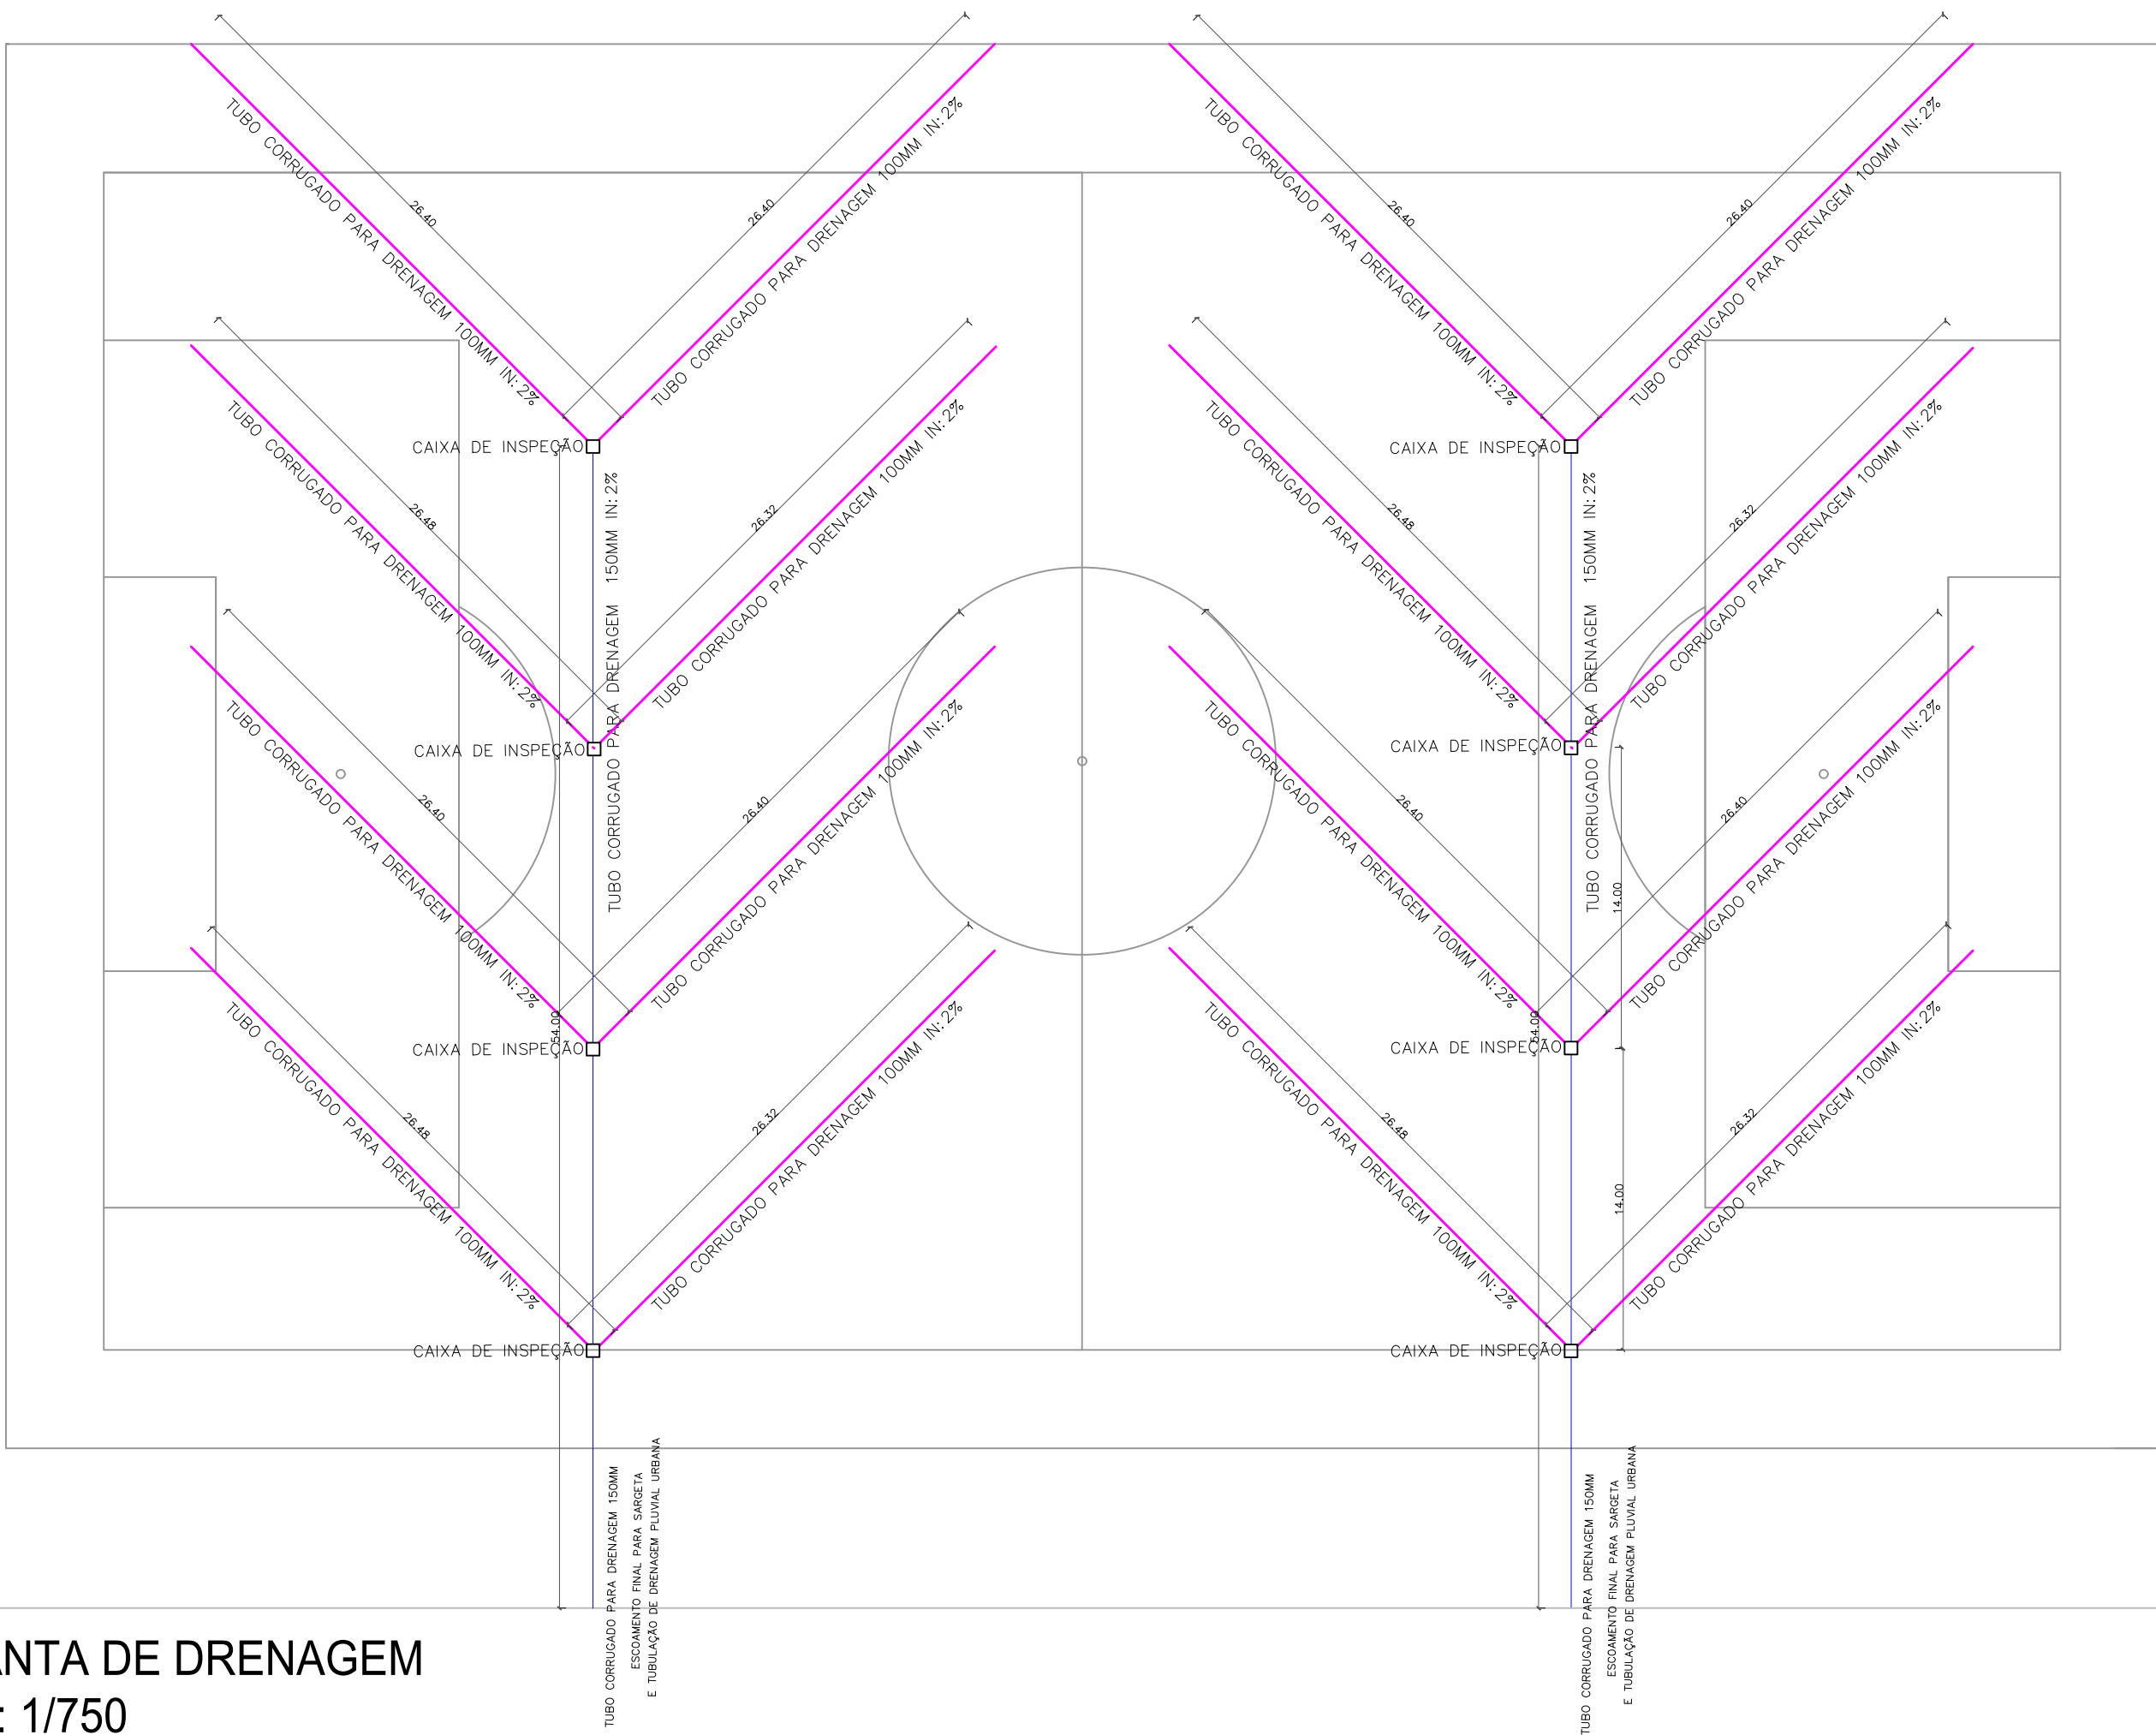 26.40
26.40
26.40
26.40
TUBO CORRUGADO PARA DRENAGEM 100MM IN: 2%
TUBO CORRUGADO PARA DRENAGEM 100MM IN: 2%
TUBO CORRUGADO PARA DRENAGEM 100MM IN: 2%
TUBO CORRUGADO PARA DRENAGEM 100MM IN: 2%
CAIXA DE INSPEÇÃO
CAIXA DE INSPEÇÃO
TUBO CORRUGADO PARA DRENAGEM 150MM IN: 2%
TUBO CORRUGADO PARA DRENAGEM 150MM IN: 2%
26.48
26.32
26.48
26.32
TUBO CORRUGADO PARA DRENAGEM 100MM IN: 2%
TUBO CORRUGADO PARA DRENAGEM 100MM IN: 2%
TUBO CORRUGADO PARA DRENAGEM 100MM IN: 2%
TUBO CORRUGADO PARA DRENAGEM 100MM IN: 2%
CAIXA DE INSPEÇÃO
CAIXA DE INSPEÇÃO
26.40
26.40
26.40
26.40
14.00
TUBO CORRUGADO PARA DRENAGEM 100MM IN: 2%
TUBO CORRUGADO PARA DRENAGEM 100MM IN: 2%
TUBO CORRUGADO PARA DRENAGEM 100MM IN: 2%
TUBO CORRUGADO PARA DRENAGEM 100MM IN: 2%
54.00
54.00
CAIXA DE INSPEÇÃO
CAIXA DE INSPEÇÃO
26.48
26.32
26.48
26.32
14.00
TUBO CORRUGADO PARA DRENAGEM 100MM IN: 2%
TUBO CORRUGADO PARA DRENAGEM 100MM IN: 2%
TUBO CORRUGADO PARA DRENAGEM 100MM IN: 2%
TUBO CORRUGADO PARA DRENAGEM 100MM IN: 2%
CAIXA DE INSPEÇÃO
CAIXA DE INSPEÇÃO
TUBO CORRUGADO PARA DRENAGEM 150MM
ESCOAMENTO FINAL PARA SARGETA
E TUBULAÇÃO DE DRENAGEM PLUVIAL URBANA
TUBO CORRUGADO PARA DRENAGEM 150MM
ESCOAMENTO FINAL PARA SARGETA
E TUBULAÇÃO DE DRENAGEM PLUVIAL URBANA
ANTA DE DRENAGEM
: 1/750